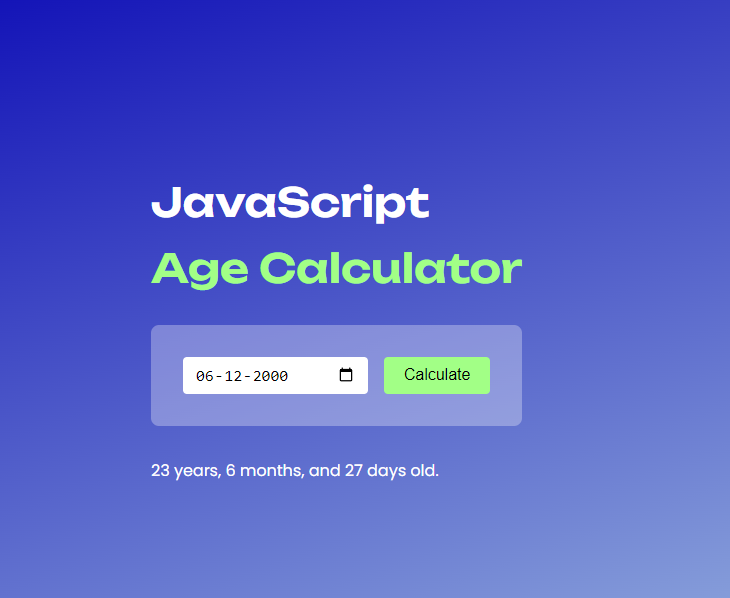 JavaScript
Age Calculator
06-12-2000
Calculate
23 years, 6 months, and 27 days old.